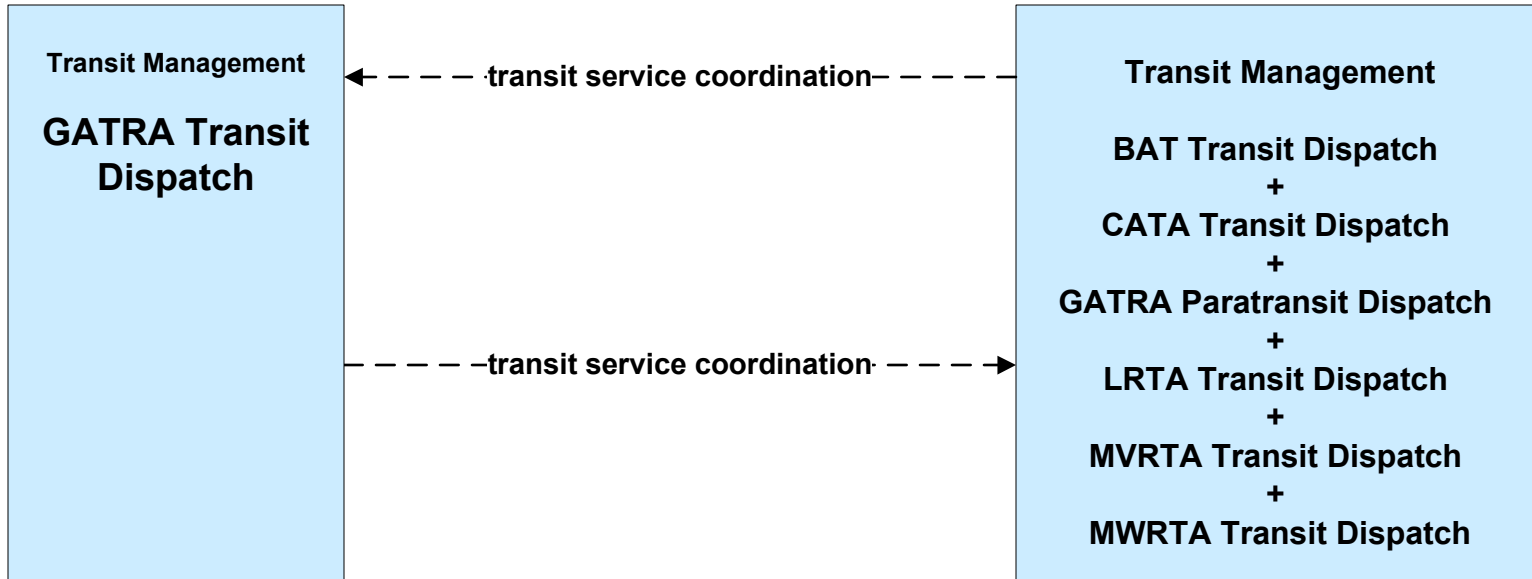 Transit Management
GATRA Transit
Dispatch
transit service coordination
transit service coordination
Transit Management
BAT Transit Dispatch
+
CATA Transit Dispatch
+
GATRA Paratransit Dispatch
+
LRTA Transit Dispatch
+
MVRTA Transit Dispatch
+
MWRTA Transit Dispatch